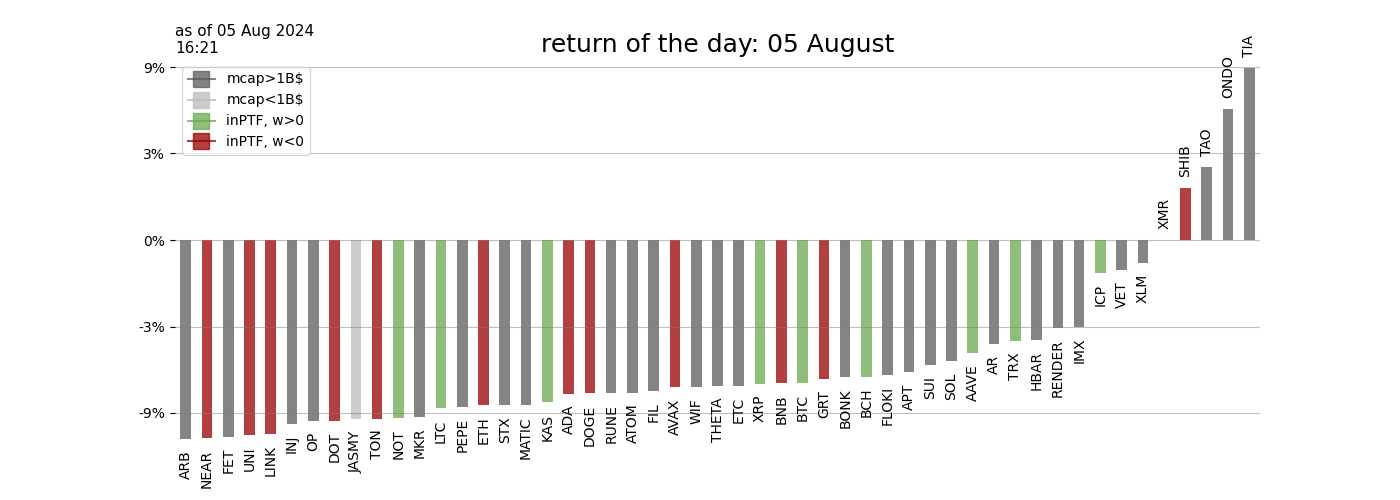 as of 05 Aug 2024
16:21
return of the day: 05 August
mcap>1B$
mcap<1B$
inPTF, w>0
inPTF, w<0
9%
3%
0%
-3%
-9%
ARB
NEAR
FET
UNI
LINK
INJ
OP
DOT
JASMY
TON
NOT
MKR
LTC
PEPE
ETH
STX
MATIC
KAS
ADA
DOGE
RUNE
ATOM
FIL
AVAX
WIF
THETA
ETC
XRP
BNB
BTC
GRT
BONK
BCH
FLOKI
APT
SUI
SOL
AAVE
AR
TRX
HBAR
RENDER
IMX
ICP
VET
XLM
XMR
SHIB
TAO
ONDO
TIA